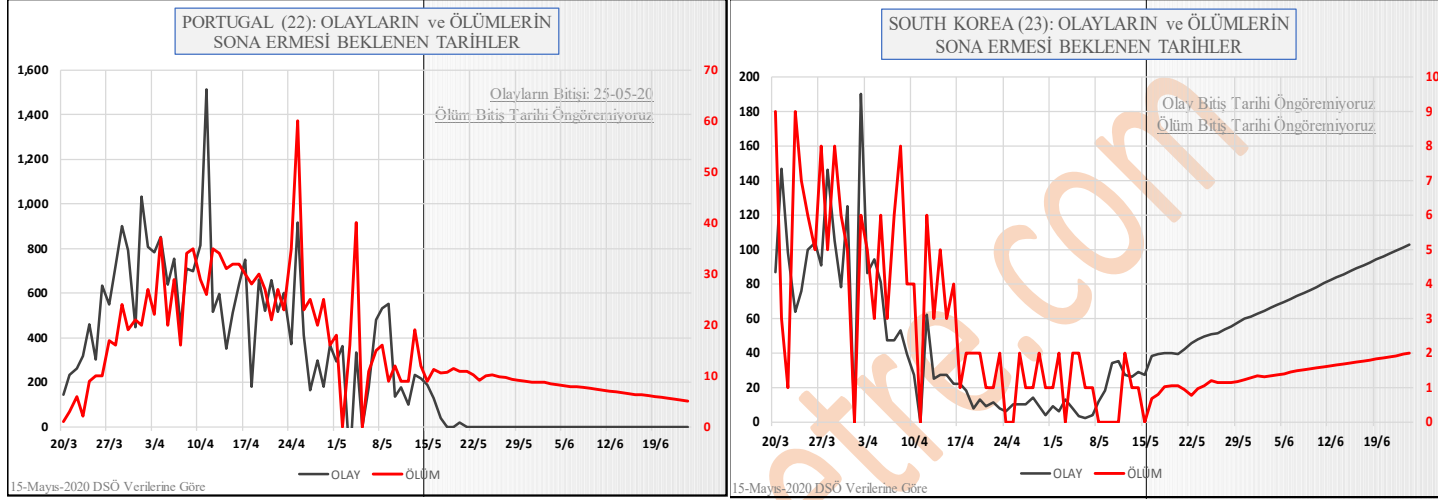 PORTUGAL (22): OLAYLARIN ve ÖLÜMLERİN
SONA ERMESİ BEKLENEN TARİHLER
Olayların Bitişi: 25-05-20
Ölüm Bitiş Tarihi Öngöremiyoruz
1,600
1,400
1,200
1,000
800
600
400
200
0
70
60
50
40
30
20
10
0
20/3 27/3 3/4 10/4 17/4 24/4 1/5 8/5 15/5 22/5 29/5 5/6 12/6 19/6
OLAY ÖLÜM
15-Mayıs-2020 DSÖ Verilerine Göre
SOUTH KOREA (23): OLAYLARIN ve ÖLÜMLERİN
SONA ERMESİ BEKLENEN TARİHLER
Olay Bitiş Tarihi Öngöremiyoruz
Ölüm Bitiş Tarihi Öngöremiyoruz
200
180
160
140
120
100
80
60
40
20
0
10
9
8
7
6
5
4
3
2
1
0
20/3 27/3 3/4 10/4 17/4 24/4 1/5 8/5 15/5 22/5 29/5 5/6 12/6 19/6
OLAY ÖLÜM
15-Mayıs-2020 DSÖ Verilerine Göre
etre.com